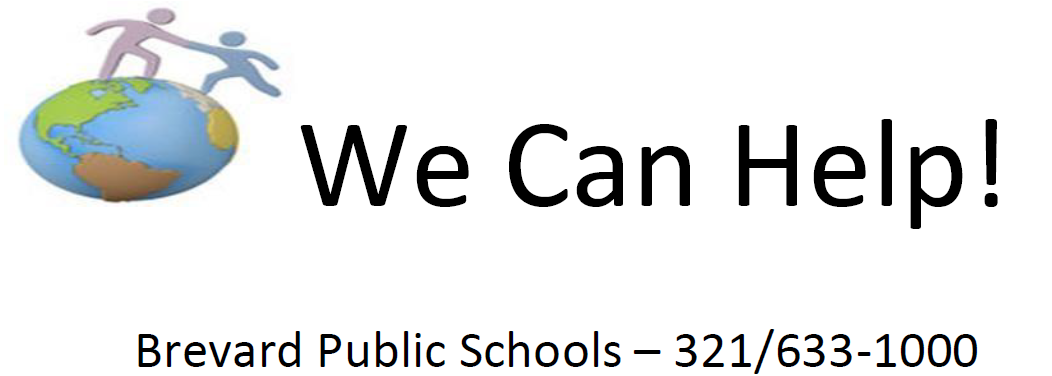 We Can Help!
Brevard Public Schools – 321/633-1000